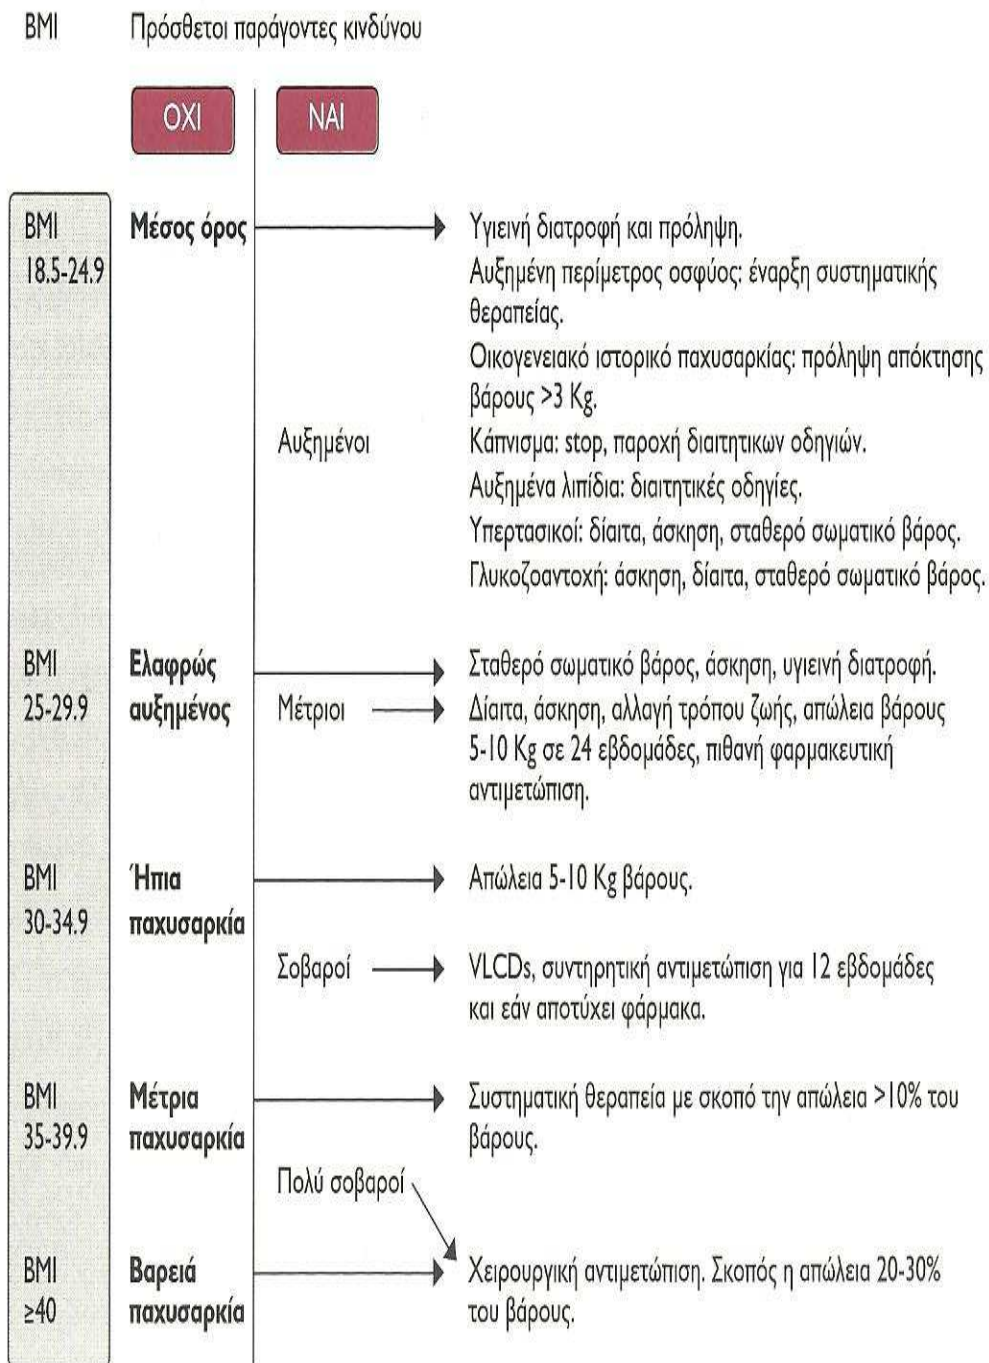 BMI Πρόσθετοι παράγοντες κινδύνου
ΟΧΙ ΝΑΙ
BMI Μέσος όρος Υγιεινή διατροφή και πρόληψη.
18.5-24.9 Αυξημένη περίμετρος οσφύος: έναρξη συστηματικής
θεραπείας.
Οικογενειακό ιστορικό παχυσαρκίας: πρόληψη απόκτησης
βάρους >3 Kg.
Αυξημένοι Κάπνισμα: stop, παροχή διαιτητικων οδηγιών.
Αυξημένα λιπίδια: διαιτητικές οδηγίες.
Υπερτασικοί: δίαιτα, άσκηση, σταθερό σωματικό βάρος.
Γλυκοζοαντοχή: άσκηση, δίαιτα, σταθερό σωματικό βάρος.
BMI Ελαφρώς Σταθερό σωματικό βάρος, άσκηση, υγιεινή διατροφή.
25-29.9 αυξημένος Μέτριοι Δίαιτα, άσκηση, αλλαγή τρόπου ζωής, απώλεια βάρους
5-10 Kg σε 24 εβδομάδες, πιθανή φαρμακευτική
αντιμετώπιση.
BMI Ήπια Απώλεια 5-10 Kg βάρους.
30-34.9 παχυσαρκία
Σοβαροί VLCDs, συντηρητική αντιμετώπιση για 12 εβδομάδες
και εάν αποτύχει φάρμακα.
BMI Μέτρια Συστηματική θεραπεία με σκοπό την απώλεια >10% του
35-39.9 παχυσαρκία βάρους.
Πολύ σοβαροί
BMI Βαρειά Χειρουργική αντιμετώπιση. Σκοπός η απώλεια 20-30%
≥40 παχυσαρκία του βάρους.